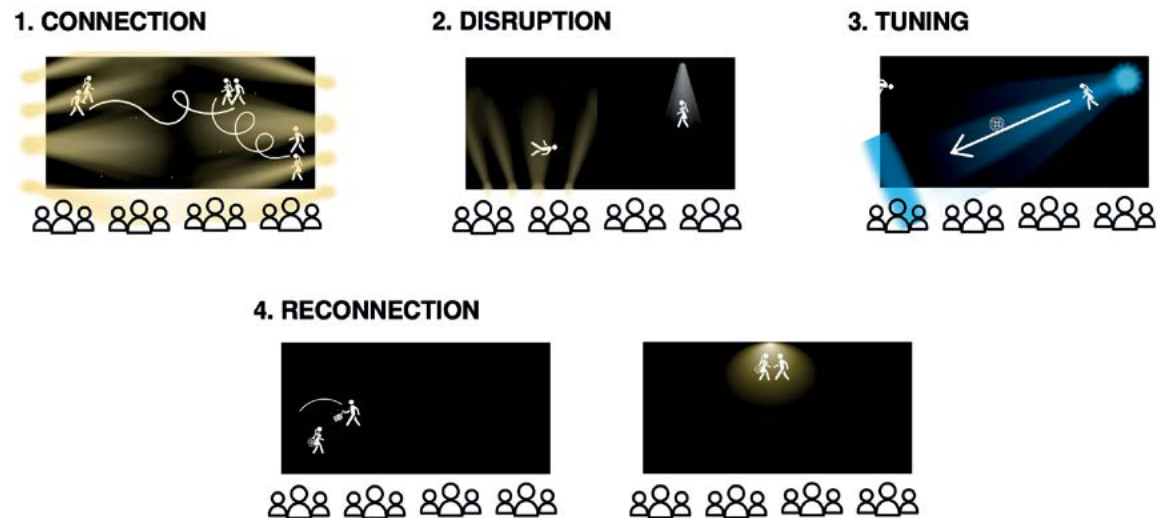 1. CONNECTION
2. DISRUPTION
3. TUNING
4. RECONNECTION